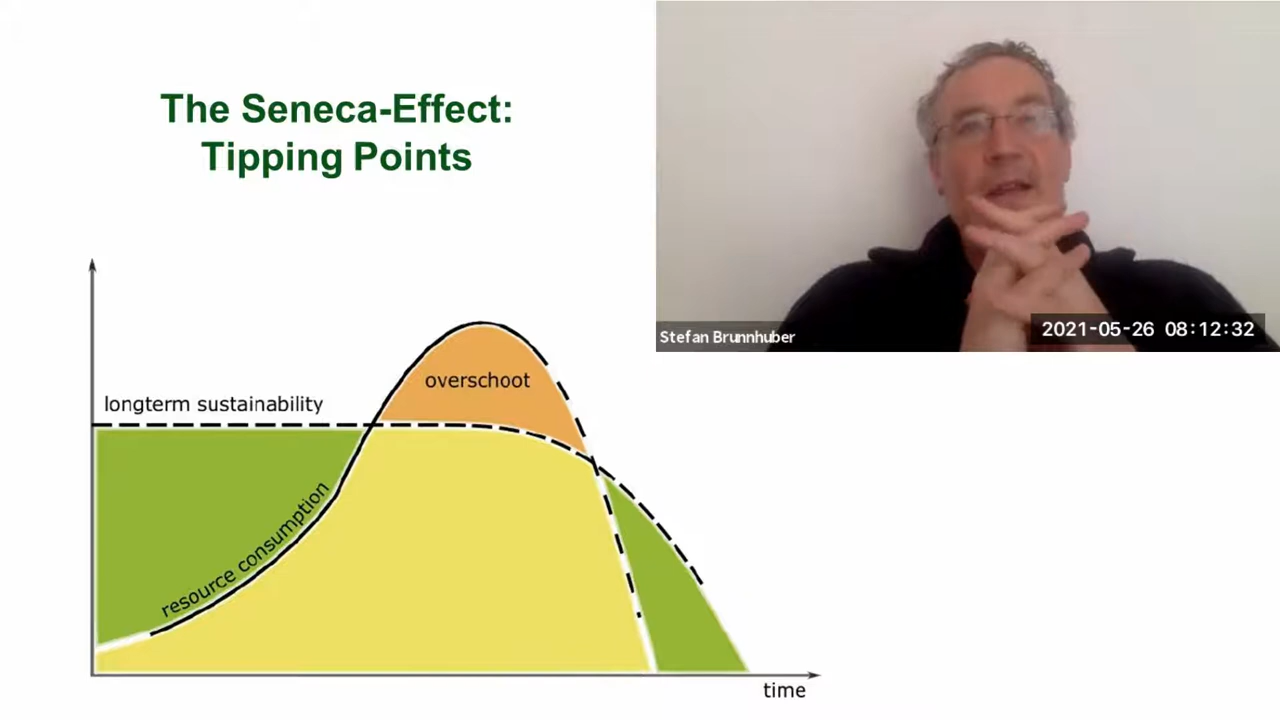 The Seneca-Effect:
Tipping Points
Stefan Brunnhuber
2021-05-26 08:12:32
overschoot
longterm sustainability
resource consumption
time